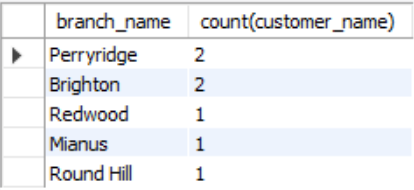 branch_name count(customer_name)
Perryridge 2
Brighton 2
Redwood 1
Mianus 1
Round Hill 1